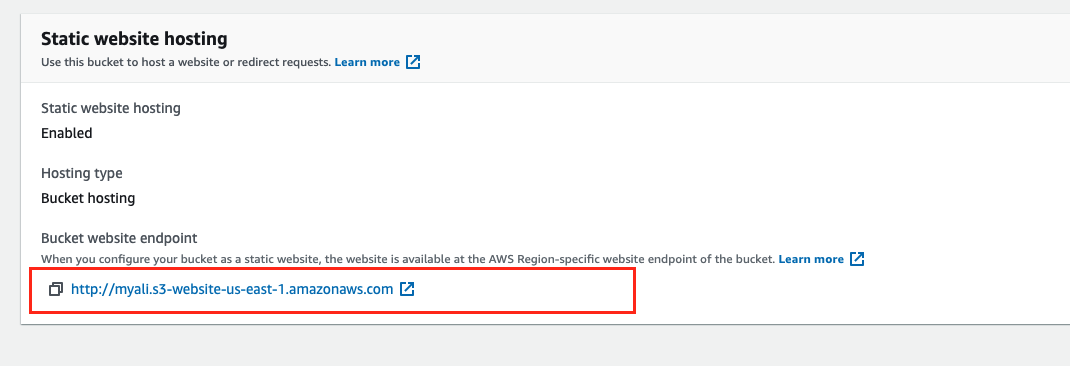 Static website hosting
Use this bucket to host a website or redirect requests. Learn more
Static website hosting
Enabled
Hosting type
Bucket hosting
Bucket website endpoint
When you configure your bucket as a static website, the website is available at the AWS Region-specific website endpoint of the bucket. Learn more
http://myali.s3-website-us-east-1.amazonaws.com